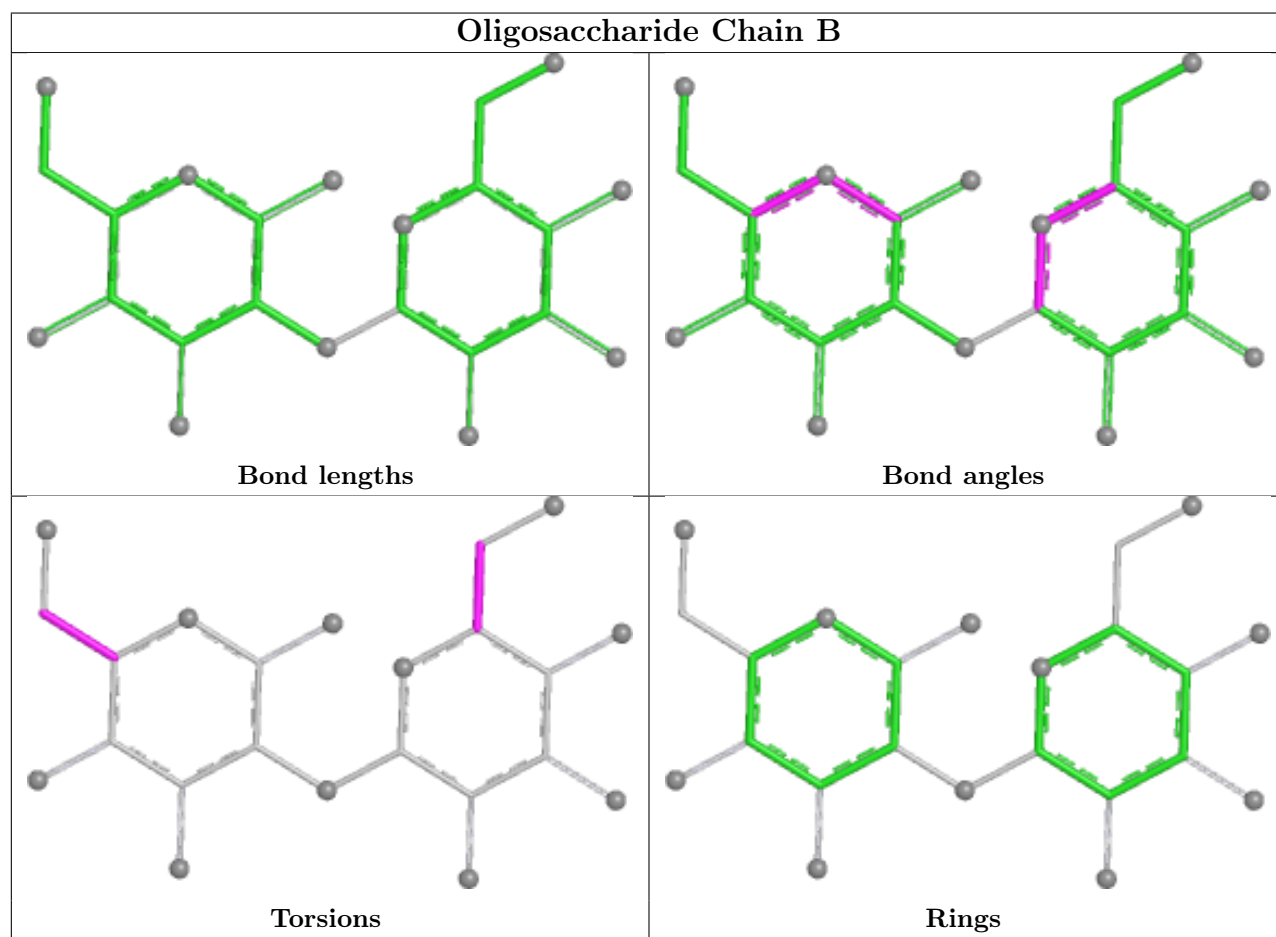 Oligosaccharide Chain B
Bond lengths
Bond angles
Torsions
Rings